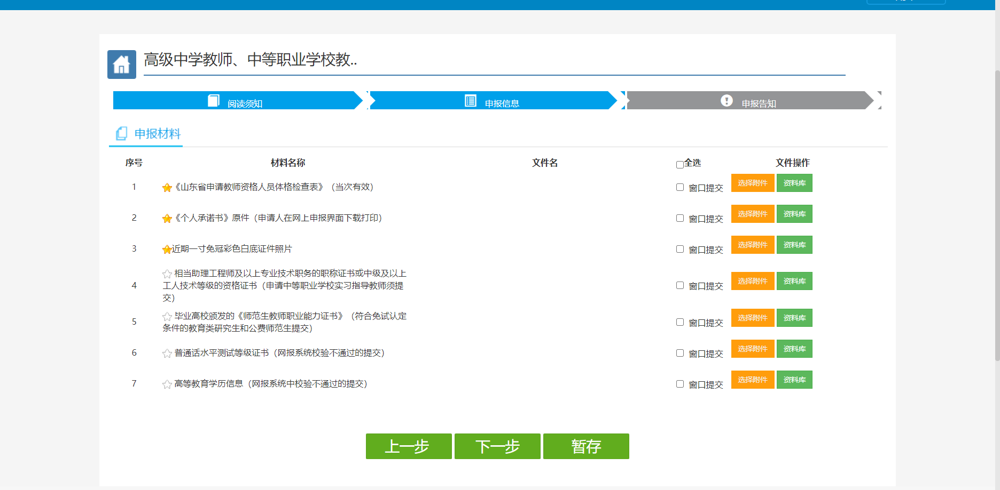 高级中学教师、中等职业学校教..
阅读须知
申报信息
申报告知
申报材料
序号 材料名称 文件名 全选 文件操作
1 《山东省申请教师资格人员体格检查表》（当次有效） 窗口提交 选择附件 资料库
2 《个人承诺书》原件（申请人在网上申报界面下载打印） 窗口提交 选择附件 资料库
3 近期一寸免冠彩色白底证件照片 窗口提交 选择附件 资料库
相当助理工程师及以上专业技术职务的职称证书或中级及以上
4 工人技术等级的资格证书（申请中等职业学校实习指导教师须提 窗口提交 选择附件 资料库
交）
毕业高校颁发的《师范生教师职业能力证书》（符合免试认定
5 条件的教育类研究生和公费师范生提交） 窗口提交 选择附件 资料库
6 普通话水平测试等级证书（网报系统校验不通过的提交） 窗口提交 选择附件 资料库
7 高等教育学历信息（网报系统中校验不通过的提交） 窗口提交 选择附件 资料库
上一步 下一步 暂存